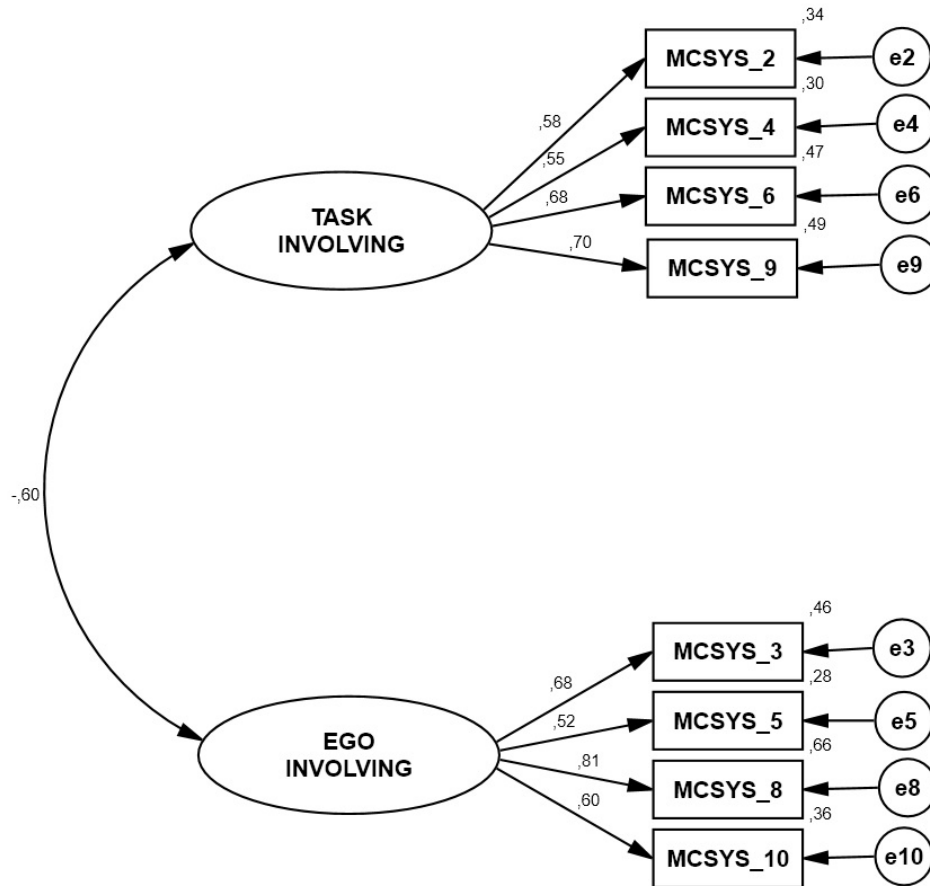 ,34
MCSYS_2
e2
,30
,58
MCSYS_4
e4
,55
,47
,68
MCSYS_6
e6
TASK
INVOLVING
,49
,70
MCSYS_9
e9
-,60
,46
MCSYS_3
e3
,68
,28
,52
MCSYS_5
e5
EGO
INVOLVING
,66
,81
MCSYS_8
e8
,60
,36
MCSYS_10
e10